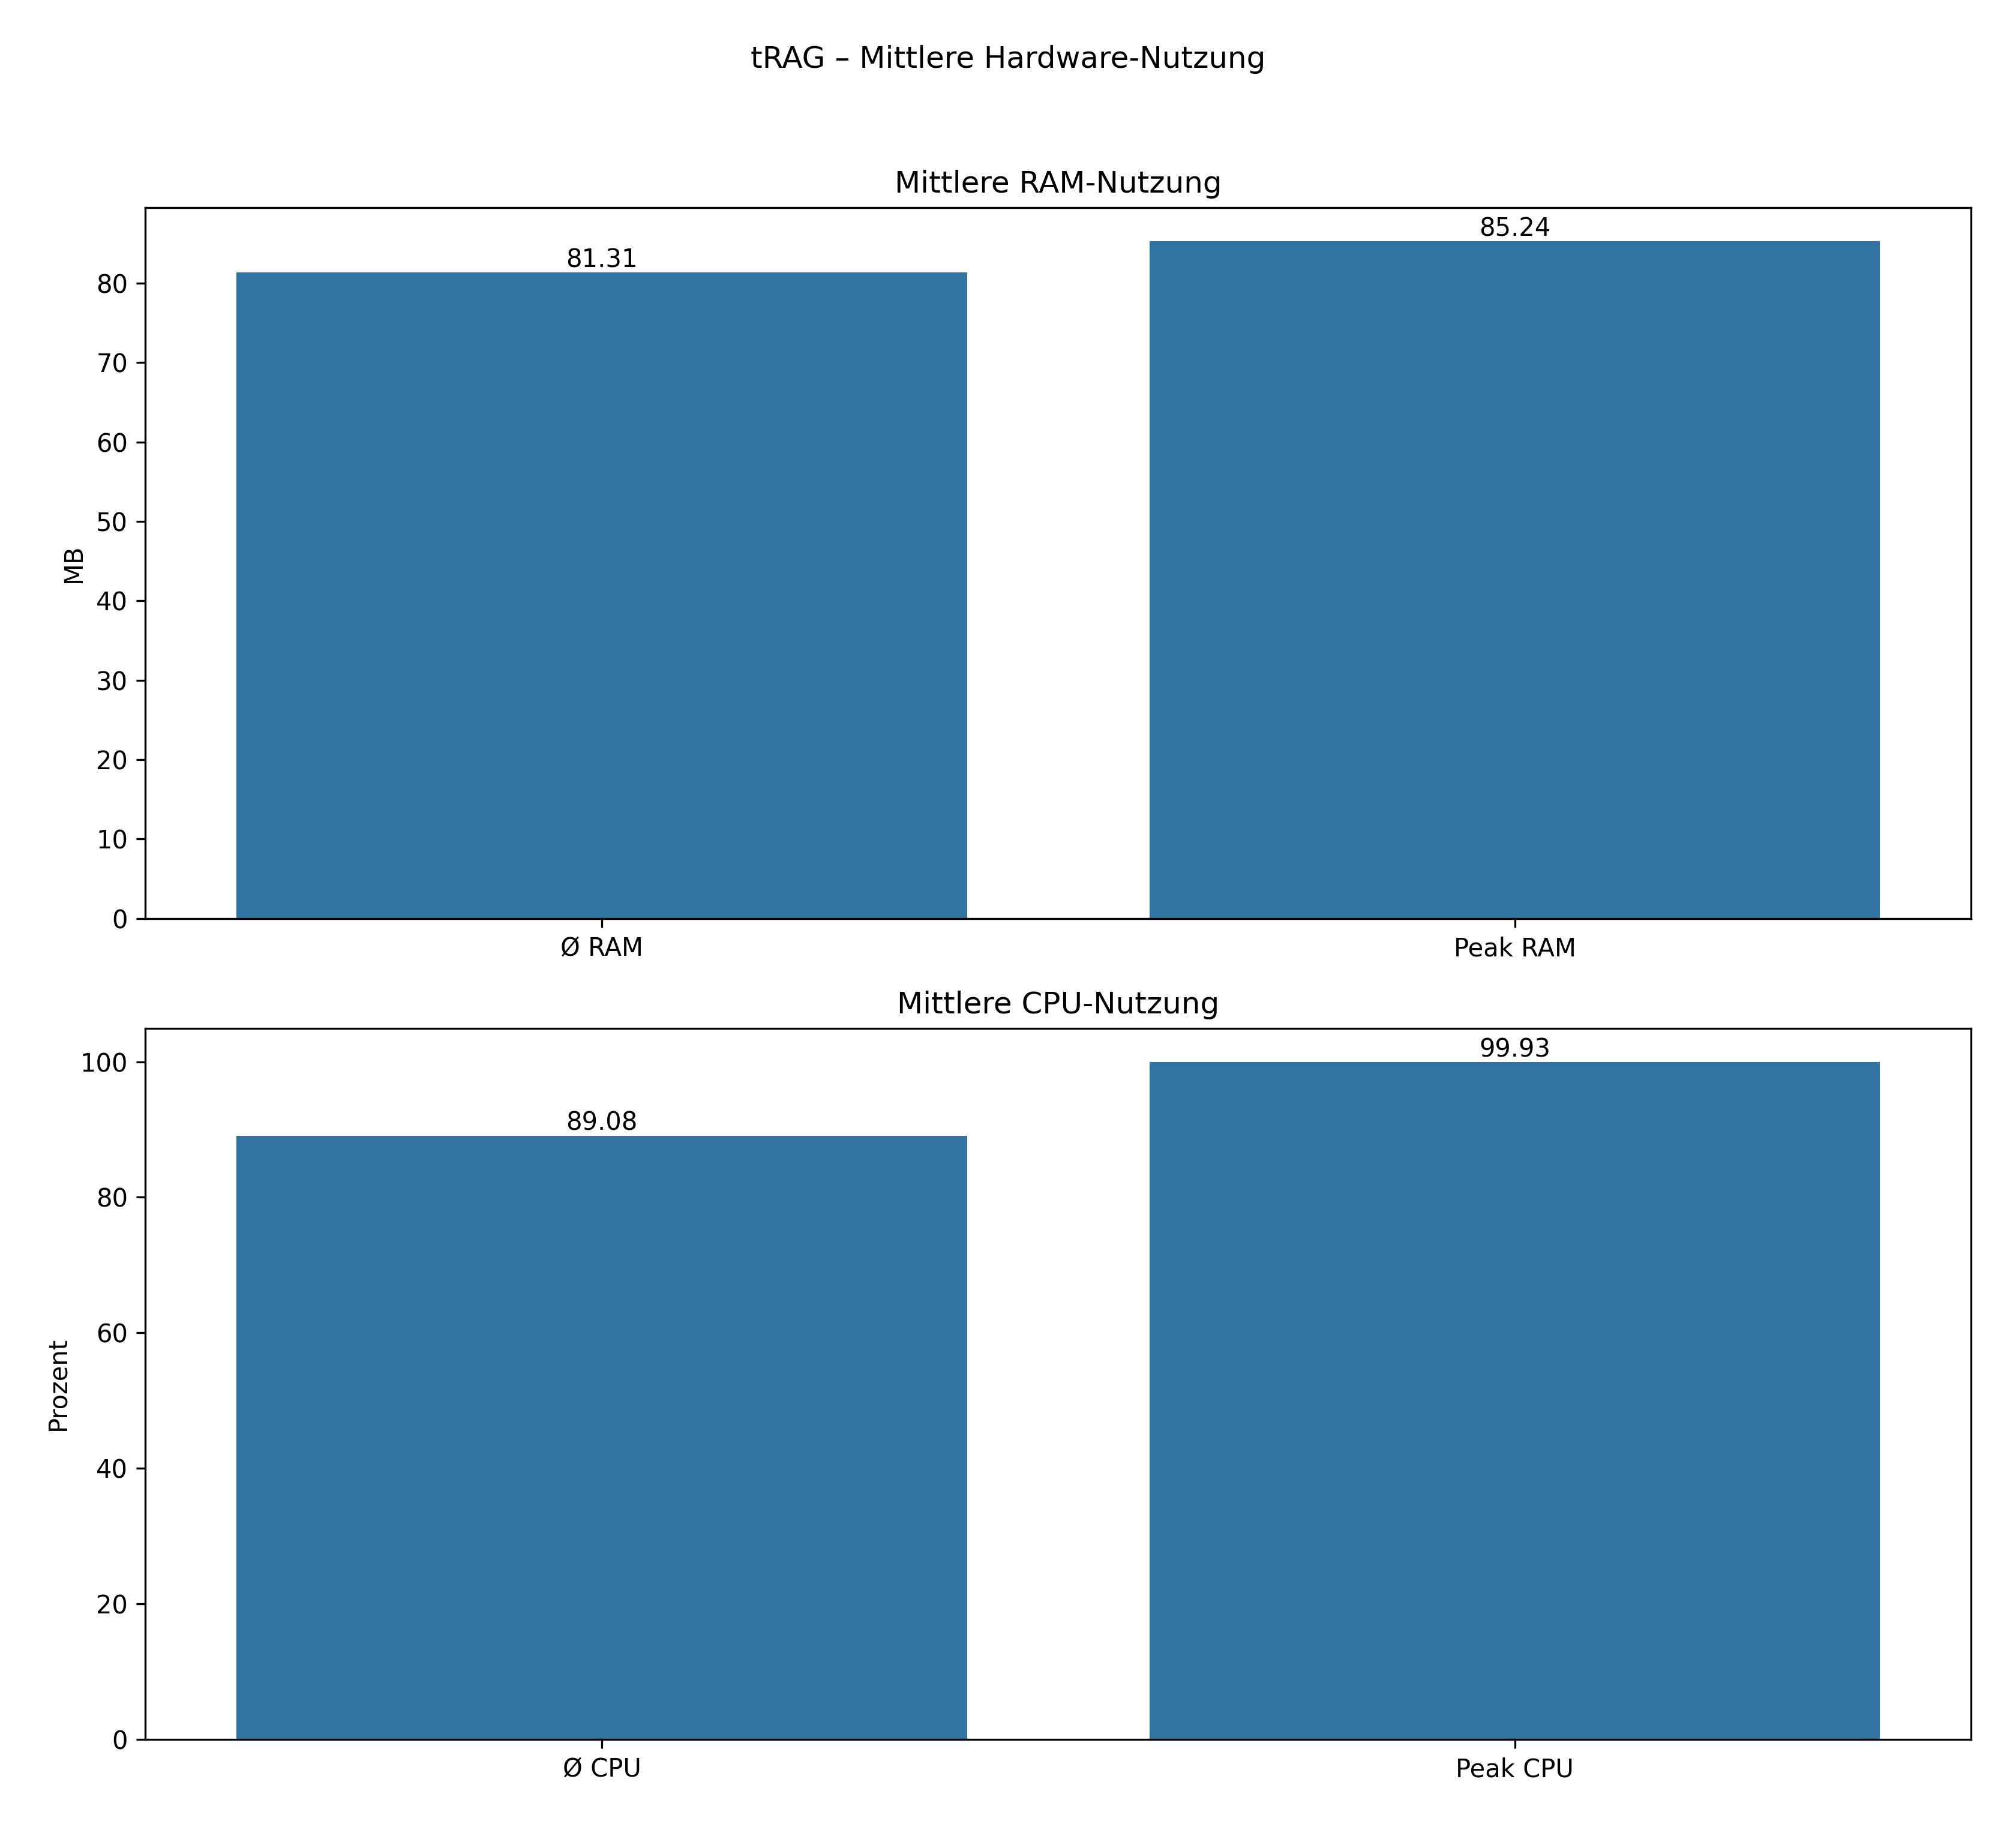 tRAG – Mittlere Hardware-Nutzung
Mittlere RAM-Nutzung
85.24
81.31
80
70
60
50
MB
40
30
20
10
0
Ø RAM Peak RAM
Mittlere CPU-Nutzung
99.93
100
89.08
80
60
Prozent
40
20
0
Ø CPU Peak CPU